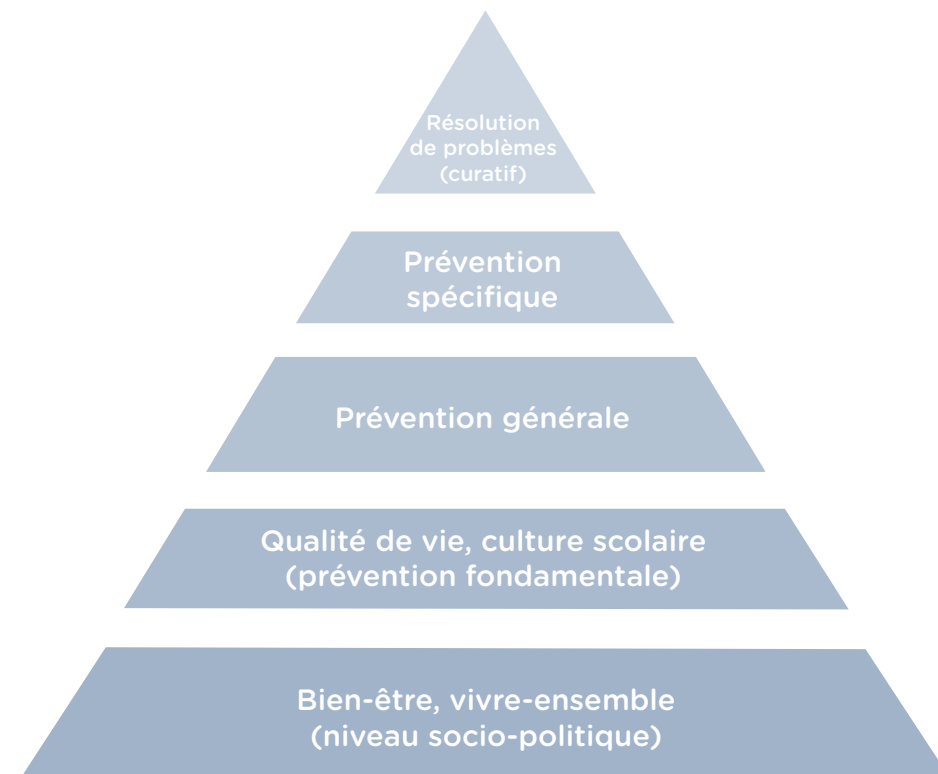 Résolution
de problèmes
(curatif)
Prévention
spécifique
Prévention générale
Qualité de vie, culture scolaire
(prévention fondamentale)
Bien-être, vivre-ensemble
(niveau socio-politique)